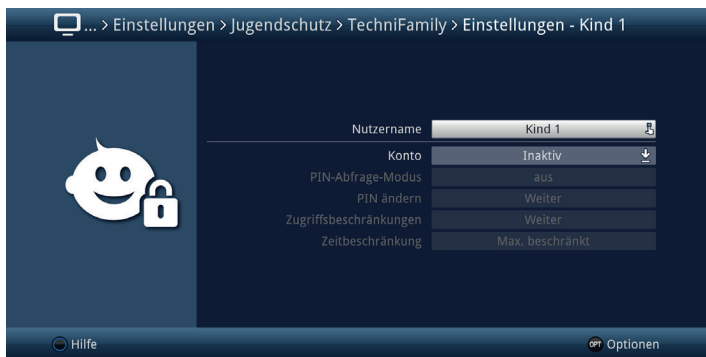 ... > Einstellungen > Jugendschutz > TechniFamily > Einstellungen - Kind 1
Nutzername Kind 1
Konto Inaktiv
PIN-Abfrage-Modus aus
PIN ändern Weiter
Zugriffsbeschränkungen Weiter
Zeitbeschränkung Max. beschränkt
Hilfe OPT Optionen